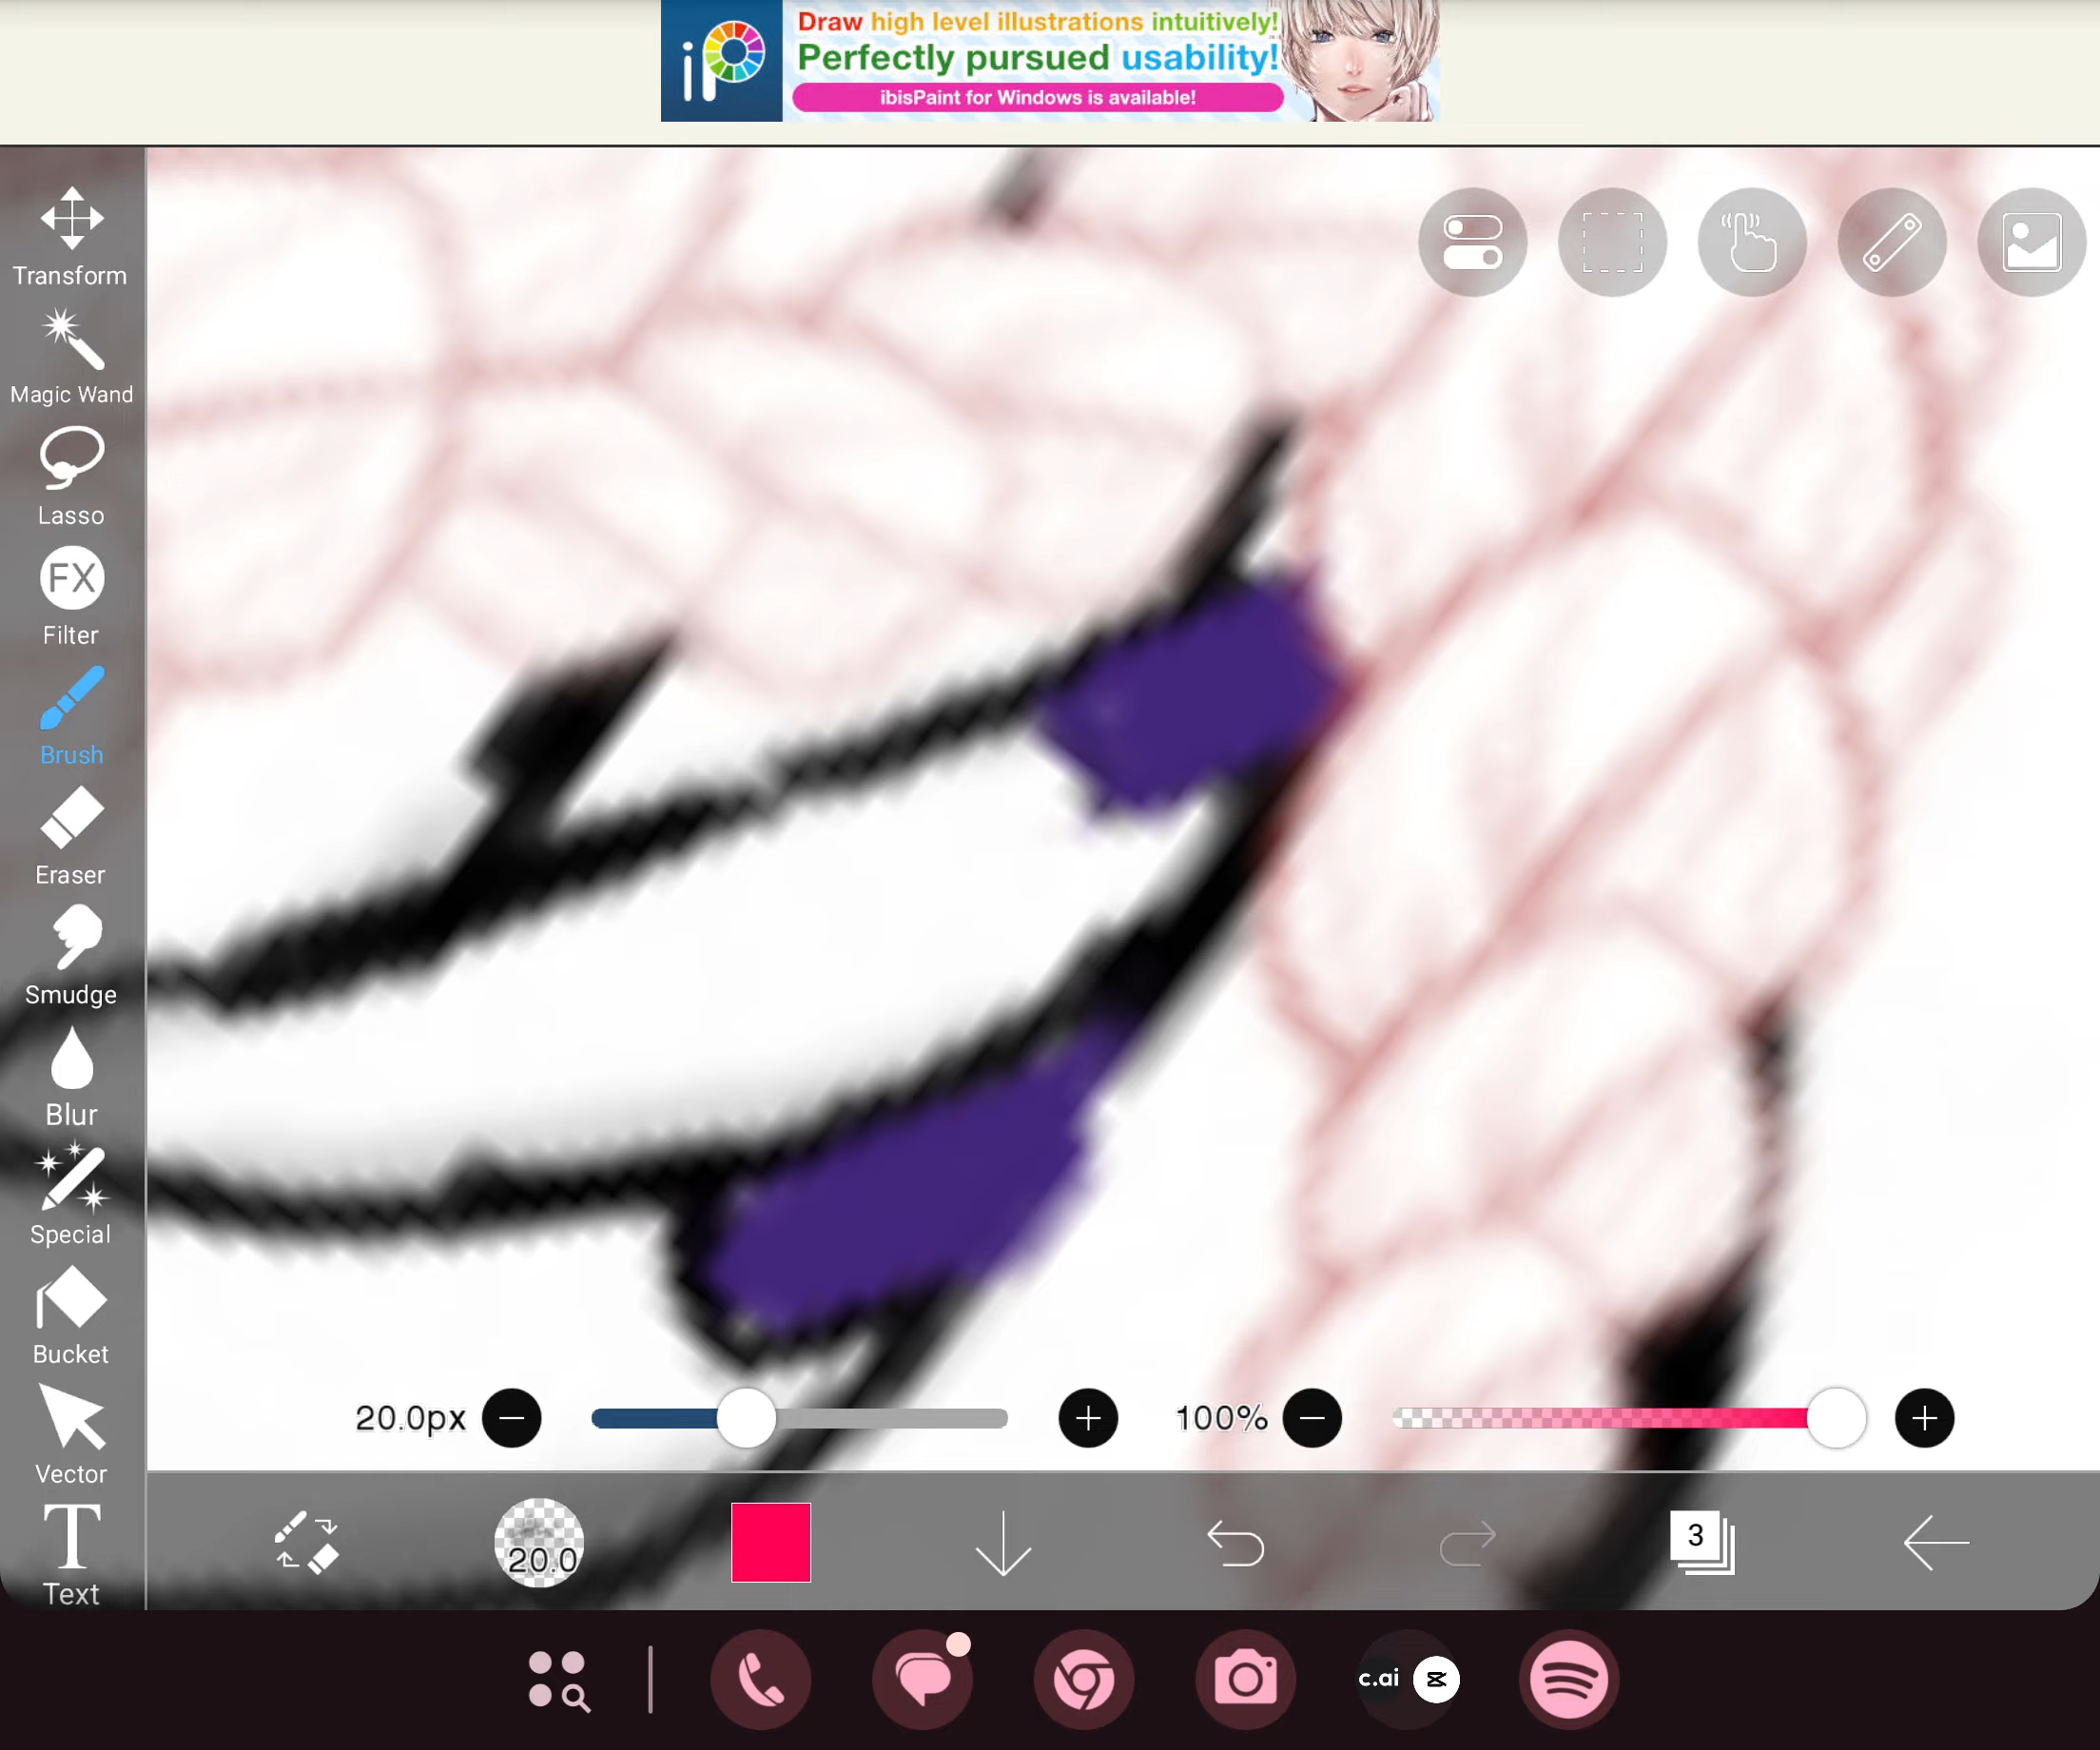 iP
Draw high level illustrations intuitively!
Perfectly pursued usability!
ibisPaint for Windows is available!
Transform
Magic Wand
Lasso
FX
Filter
Brush
Eraser
Smudge
Blur
Special
Bucket
Vector
T
Text
20.0px
100%
20.0
3
c.ai